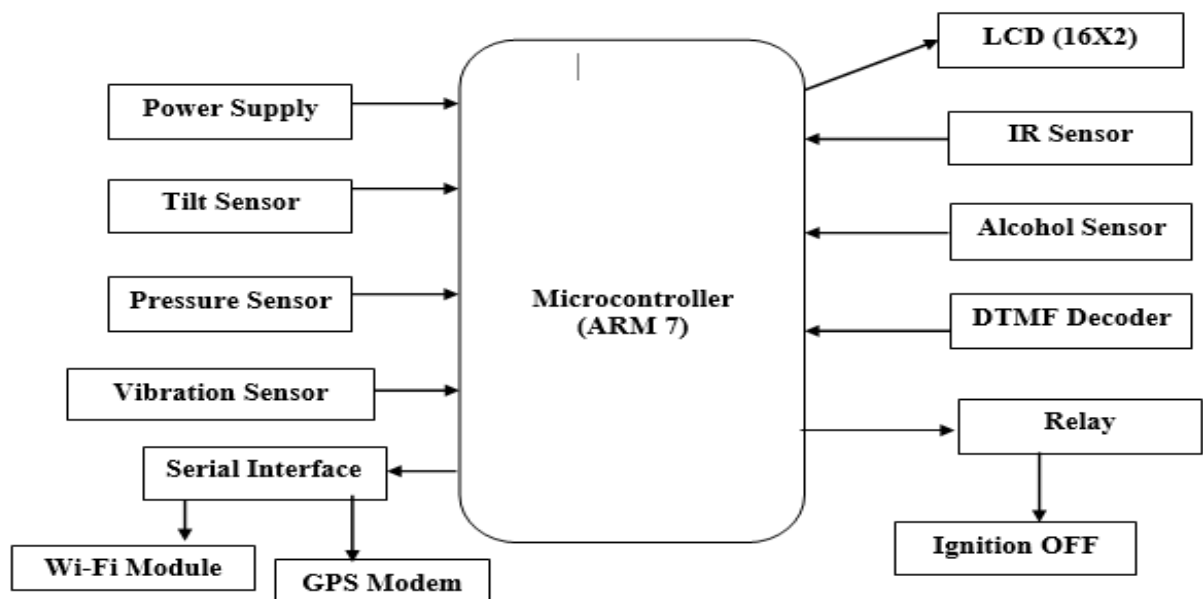 LCD (16X2)
Power Supply
IR Sensor
Tilt Sensor
Alcohol Sensor
Pressure Sensor
Microcontroller
(ARM 7)
DTMF Decoder
Vibration Sensor
Relay
Serial Interface
Ignition OFF
Wi-Fi Module
GPS Modem